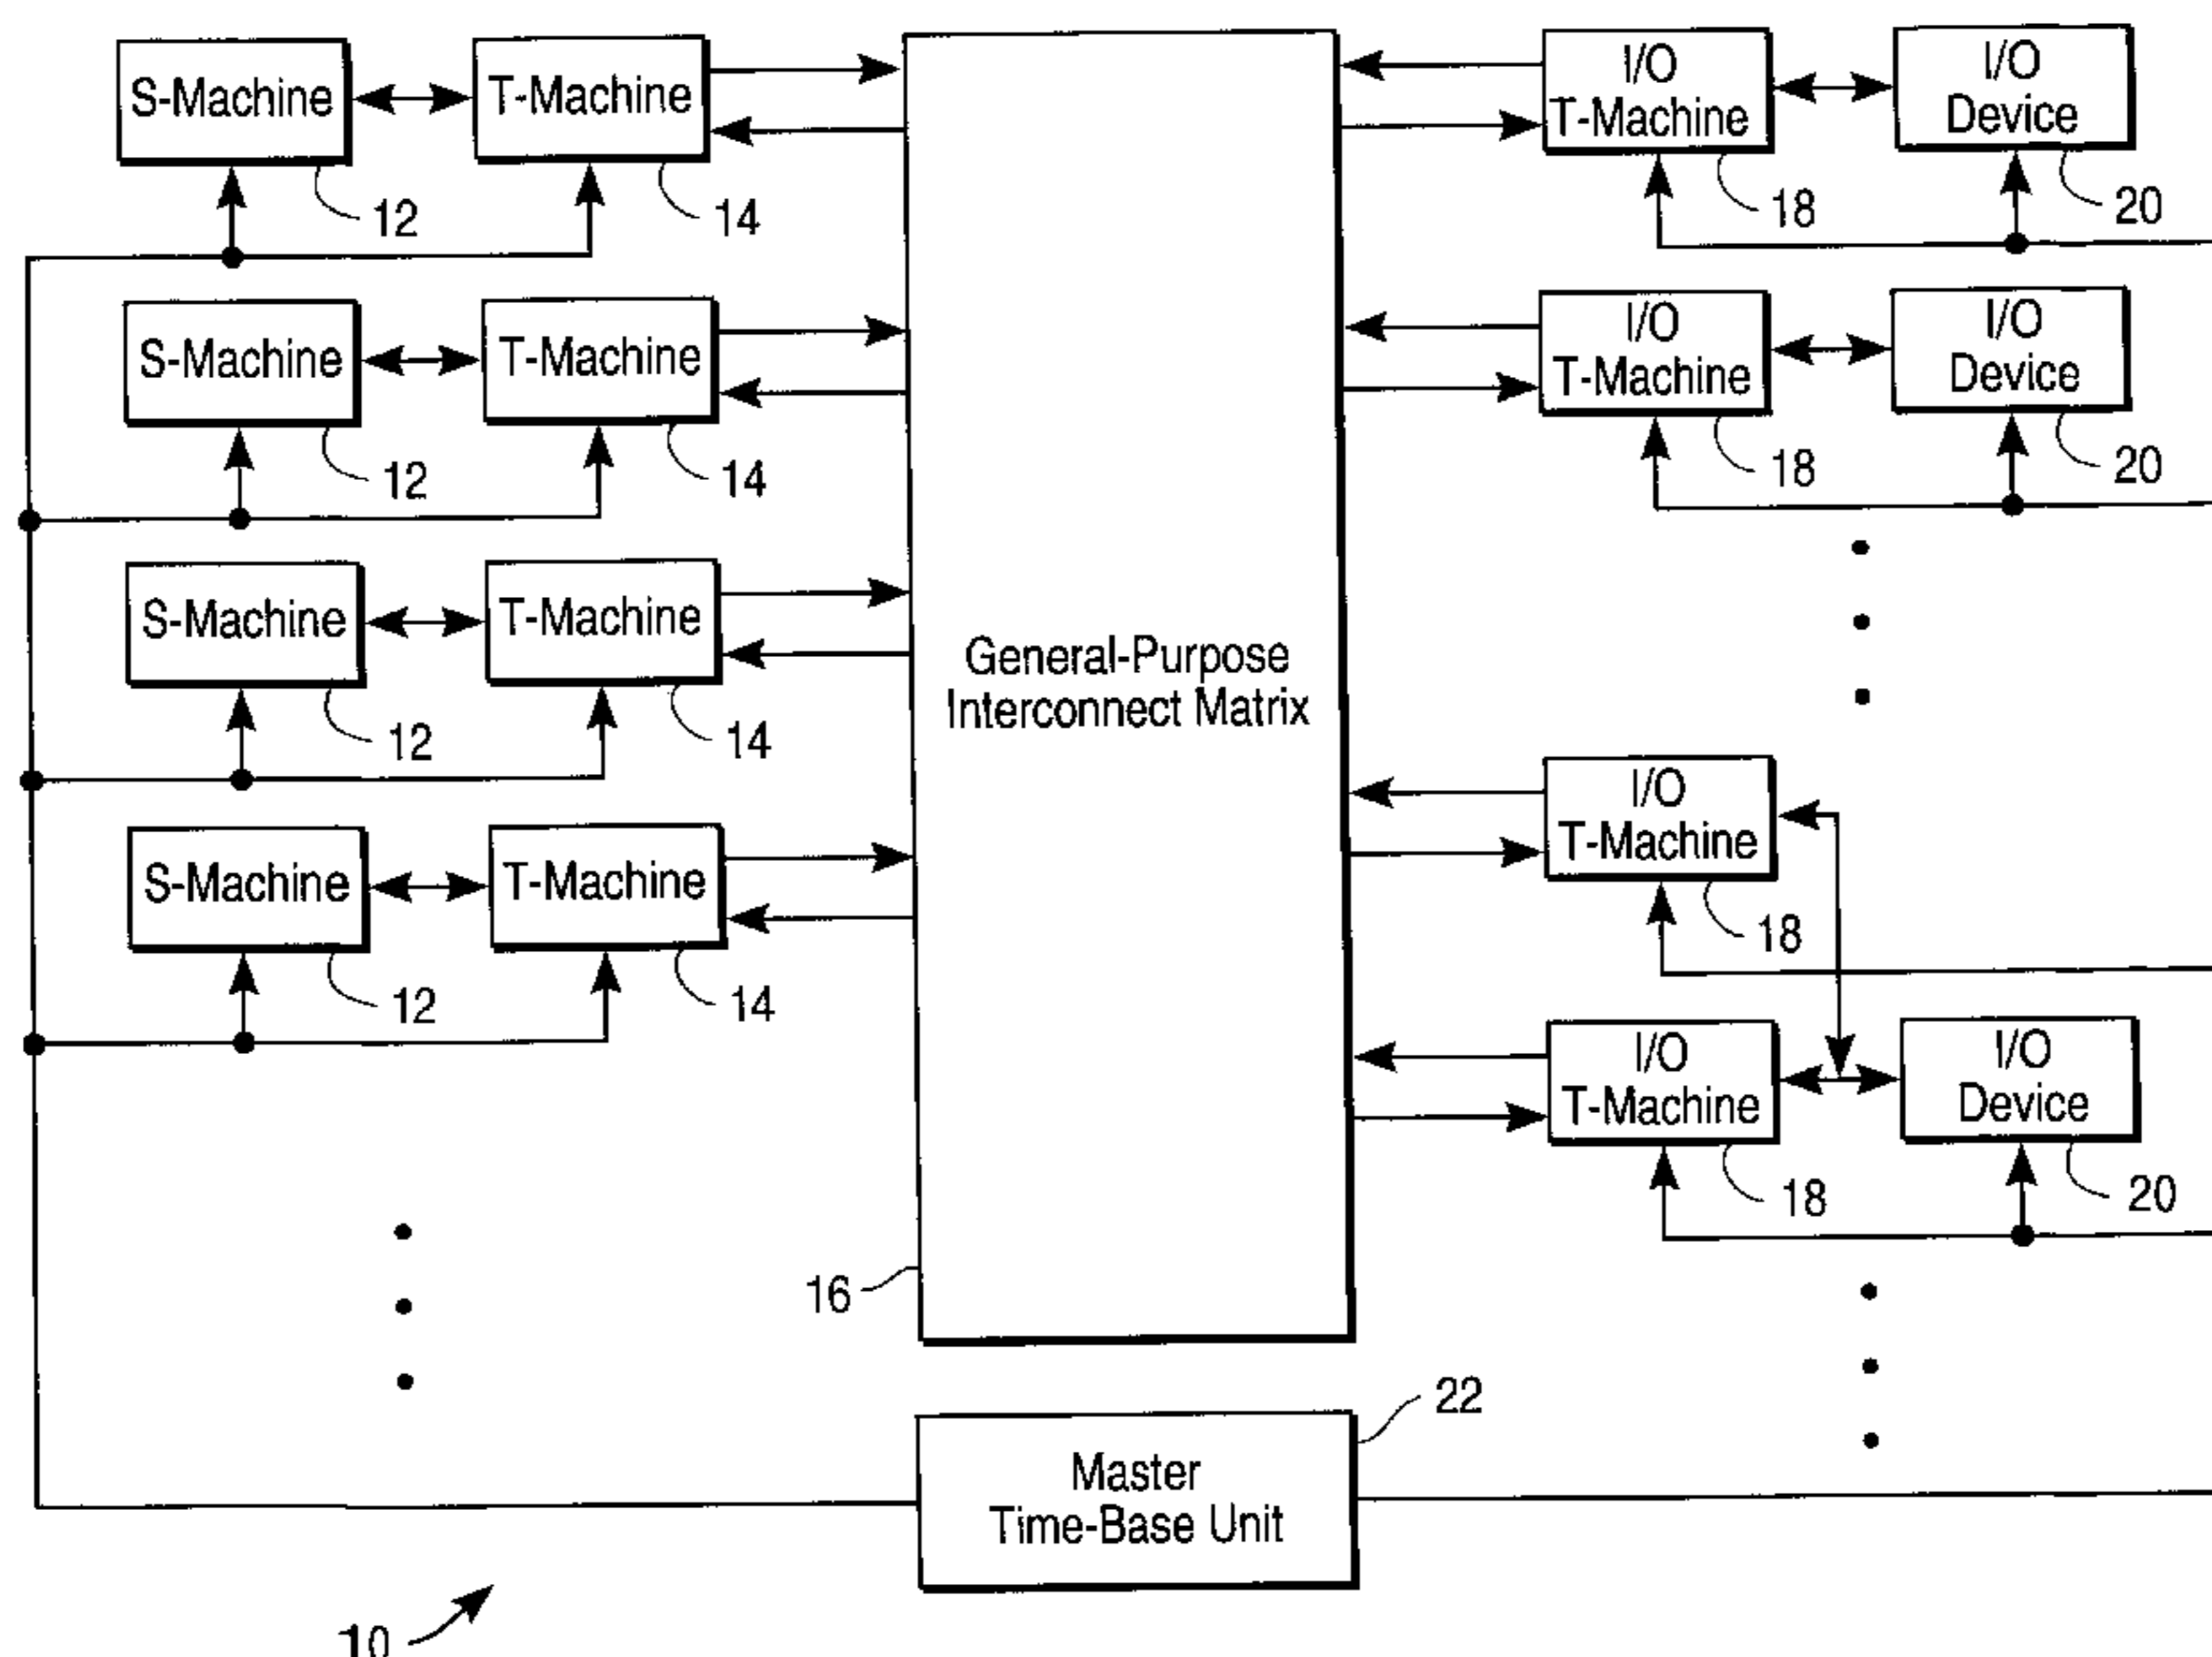 S-Machine
T-Machine
I/O
T-Machine
I/O
Device
12
14
18
20
S-Machine
T-Machine
I/O
T-Machine
I/O
Device
12
14
18
20
S-Machine
T-Machine
12
14
General-Purpose
Interconnect Matrix
S-Machine
T-Machine
12
14
I/O
T-Machine
18
I/O
T-Machine
I/O
Device
18
20
16
22
Master
Time-Base Unit
10